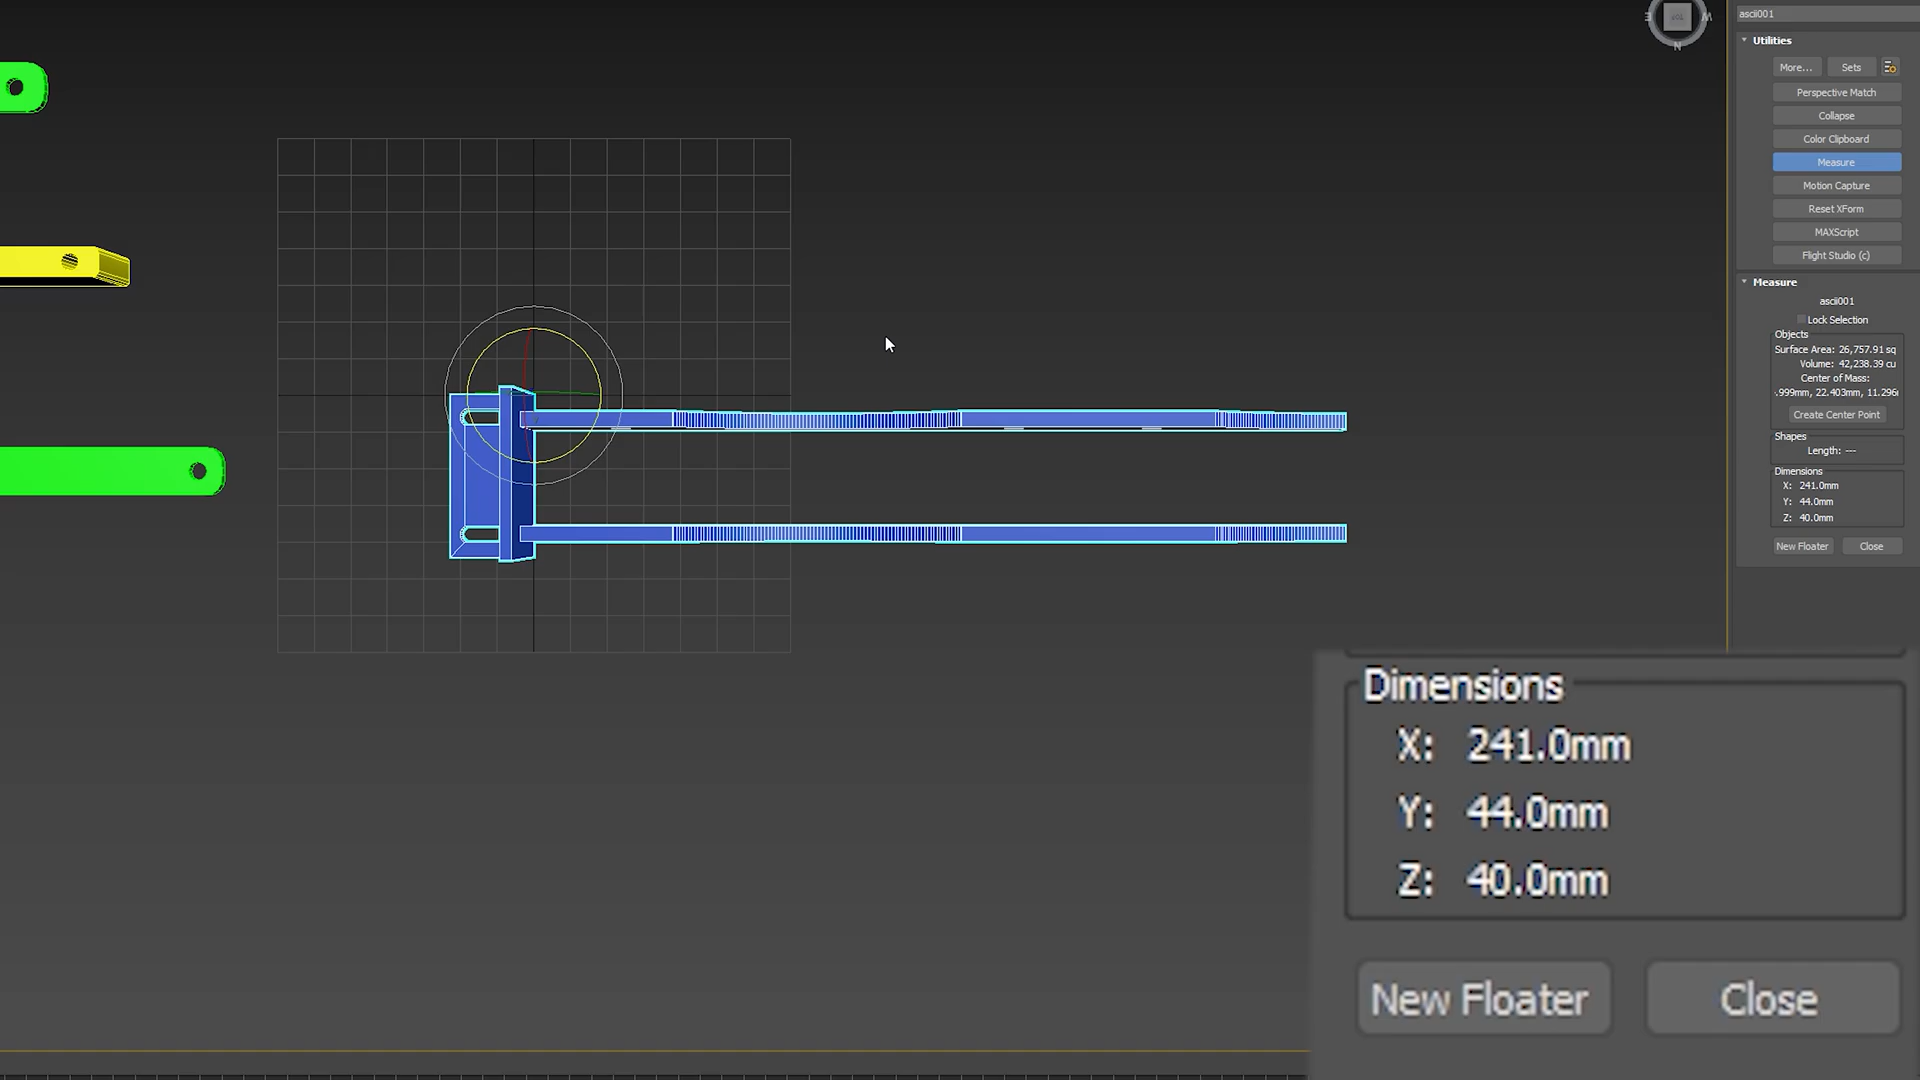 E
W
N
ascii001
Utilities
More...
Sets
Perspective Match
Collapse
Color Clipboard
Measure
Motion Capture
Reset XForm
MAXScript
Flight Studio (c)
Measure
ascii001
Lock Selection
Objects
Surface Area: 26,757.91 sq
Volume: 42,238.39 cu
Center of Mass:
.999mm, 22.403mm, 11.296
Create Center Point
Shapes
Length: ---
Dimensions
X: 241.0mm
Y: 44.0mm
Z: 40.0mm
New Floater
Close
Dimensions
X: 241.0mm
Y: 44.0mm
Z: 40.0mm
New Floater
Close